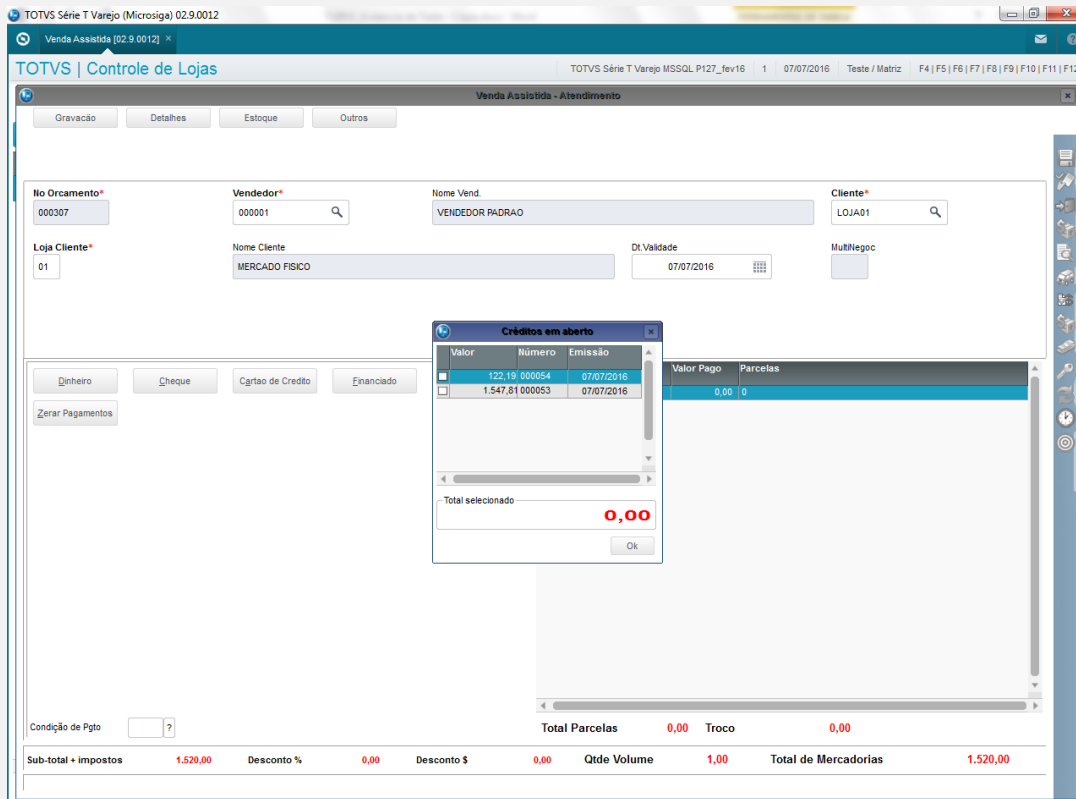 TOTVS Série T Varejo (Microsiga) 02.9.0012
Venda Assistida [02.9.0012] ×
TOTVS | Controle de Lojas
TOTVS Série T Varejo MSSQL P127_fev16 | 1 | 07/07/2016 | Teste / Matriz | F4 | F5 | F6 | F7 | F8 | F9 | F10 | F11 | F12
Venda Assistida - Atendimento
Gravacão Detalhes Estoque Outros
No Orcamento* Vendedor* Nome Vend. Cliente*
000307 000001 VENDEDOR PADRAO LOJA01
Loja Cliente* Nome Cliente Dt.Validade MultiNegoc
01 MERCADO FISICO 07/07/2016
Créditos em aberto
Valor Número Emissão
122,19 000054 07/07/2016
1.547,81 000053 07/07/2016
Total selecionado
0,00
Ok
Dinheiro Cheque Cartao de Credito Financiado
Zerar Pagamentos
Valor Pago Parcelas
0,00 0
Condição de Pgto ?
Total Parcelas 0,00 Troco 0,00
Sub-total + impostos 1.520,00 Desconto % 0,00 Desconto $ 0,00 Qtde Volume 1,00 Total de Mercadorias 1.520,00